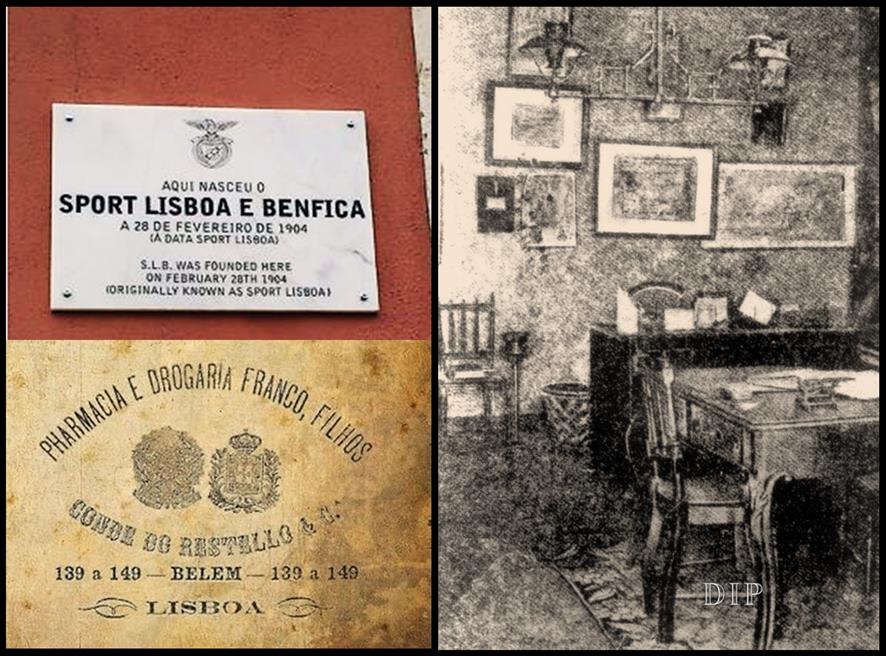 AQUI NASCEU O
SPORT LISBOA E BENFICA
A 28 DE FEVEREIRO DE 1904
(À DATA SPORT LISBOA)
S.L.B. WAS FOUNDED HERE
ON FEBRUARY 28TH 1904
(ORIGINALLY KNOWN AS SPORT LISBOA)
PHARMACIA E DROGARIA FRANCO, FILHOS
CONDE DO RESTELLO & C.ª
139 a 149 — BELEM — 139 a 149
LISBOA
DIP